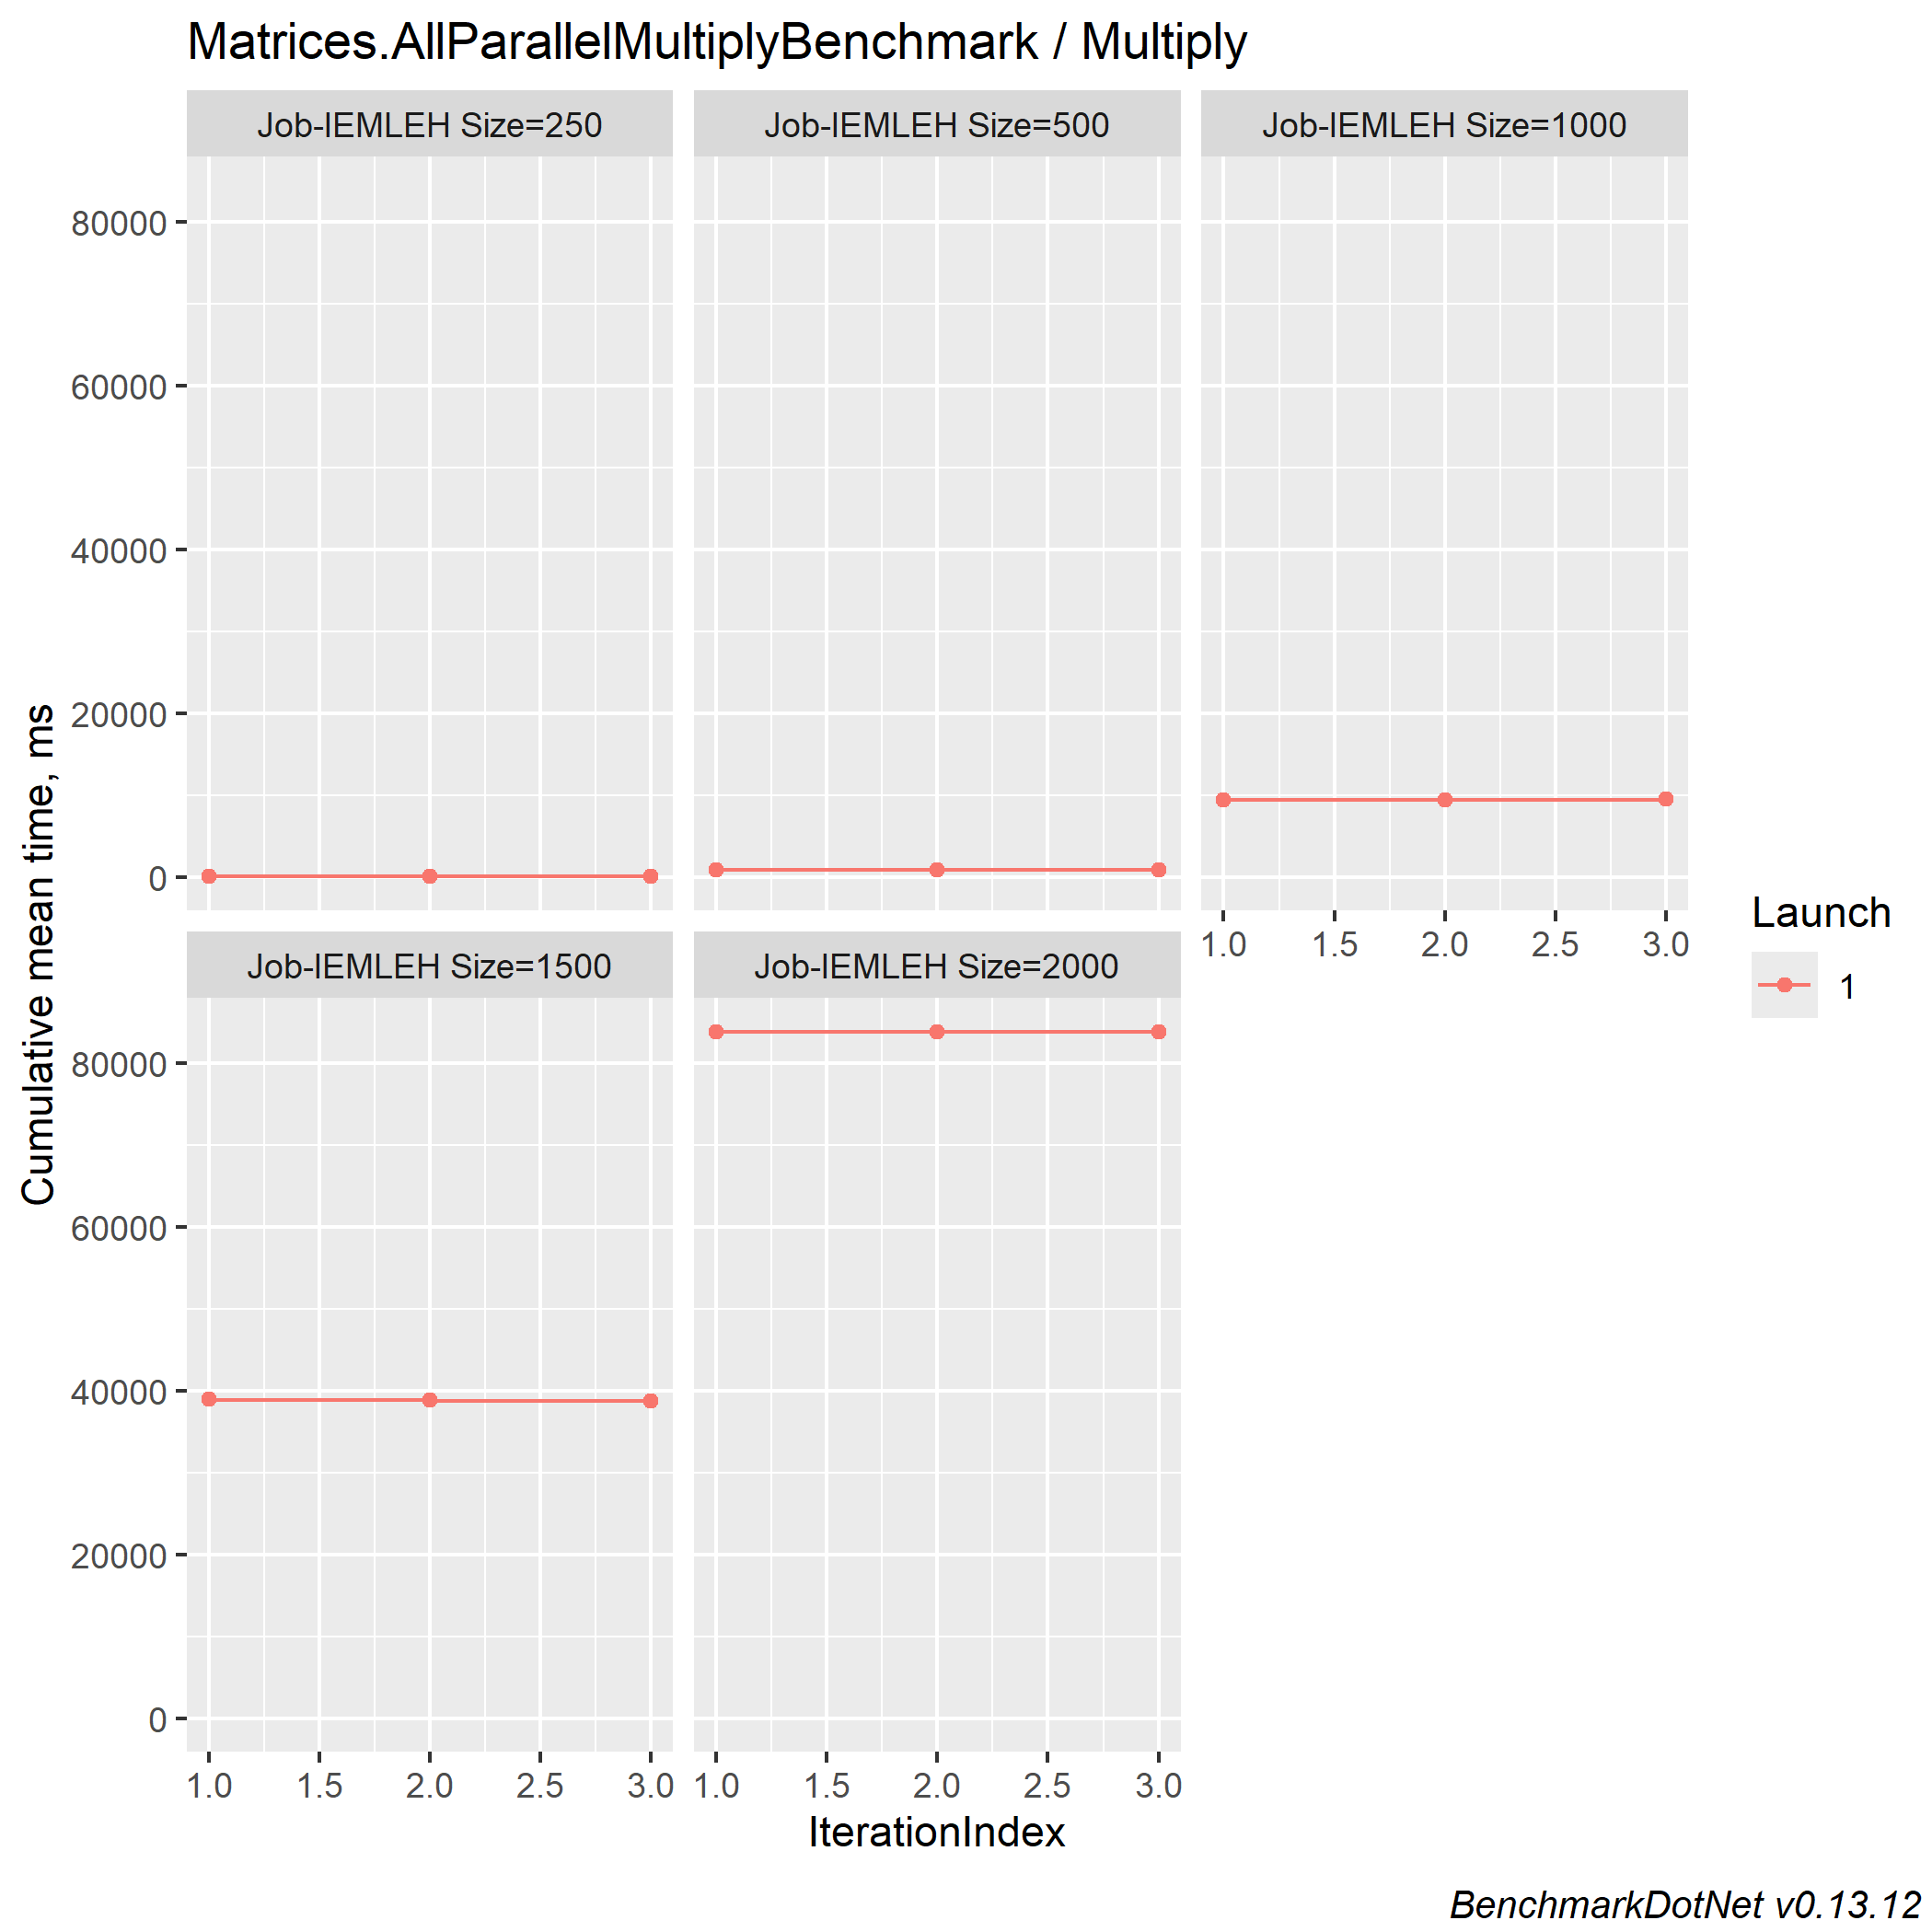 Matrices.AllParallelMultiplyBenchmark / Multiply
Job-IEMLEH Size=250
Job-IEMLEH Size=500
Job-IEMLEH Size=1000
80000
60000
40000
20000
0
1.0 1.5 2.0 2.5 3.0
Job-IEMLEH Size=1500
Job-IEMLEH Size=2000
80000
60000
40000
20000
0
1.0 1.5 2.0 2.5 3.0
1.0 1.5 2.0 2.5 3.0
Cumulative mean time, ms
IterationIndex
Launch
1
BenchmarkDotNet v0.13.12